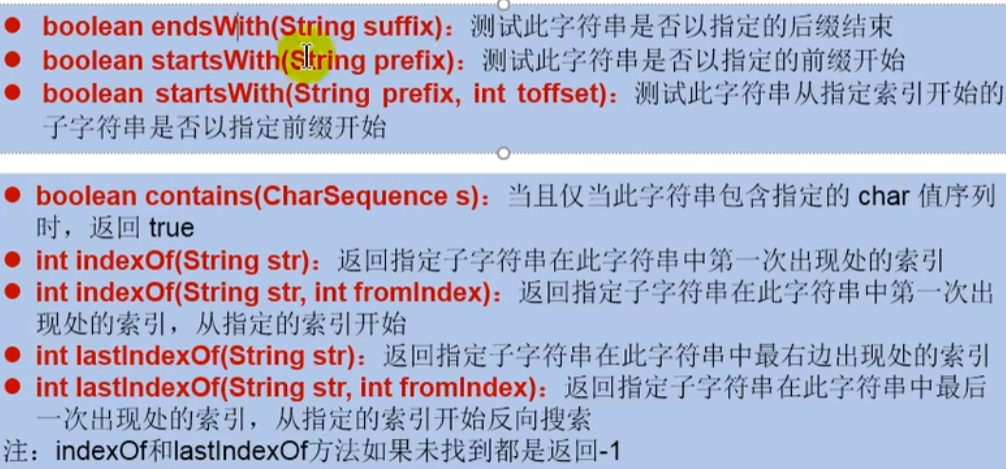 ● boolean endsWith(String suffix)：测试此字符串是否以指定的后缀结束
● boolean startsWith(String prefix)：测试此字符串是否以指定的前缀开始
● boolean startsWith(String prefix, int toffset)：测试此字符串从指定索引开始的
子字符串是否以指定前缀开始
● boolean contains(CharSequence s)：当且仅当此字符串包含指定的 char 值序列
时，返回 true
● int indexOf(String str)：返回指定子字符串在此字符串中第一次出现处的索引
● int indexOf(String str, int fromIndex)：返回指定子字符串在此字符串中第一次出
现处的索引，从指定的索引开始
● int lastIndexOf(String str)：返回指定子字符串在此字符串中最右边出现处的索引
● int lastIndexOf(String str, int fromIndex)：返回指定子字符串在此字符串中最后
一次出现处的索引，从指定的索引开始反向搜索
注：indexOf和lastIndexOf方法如果未找到都是返回-1